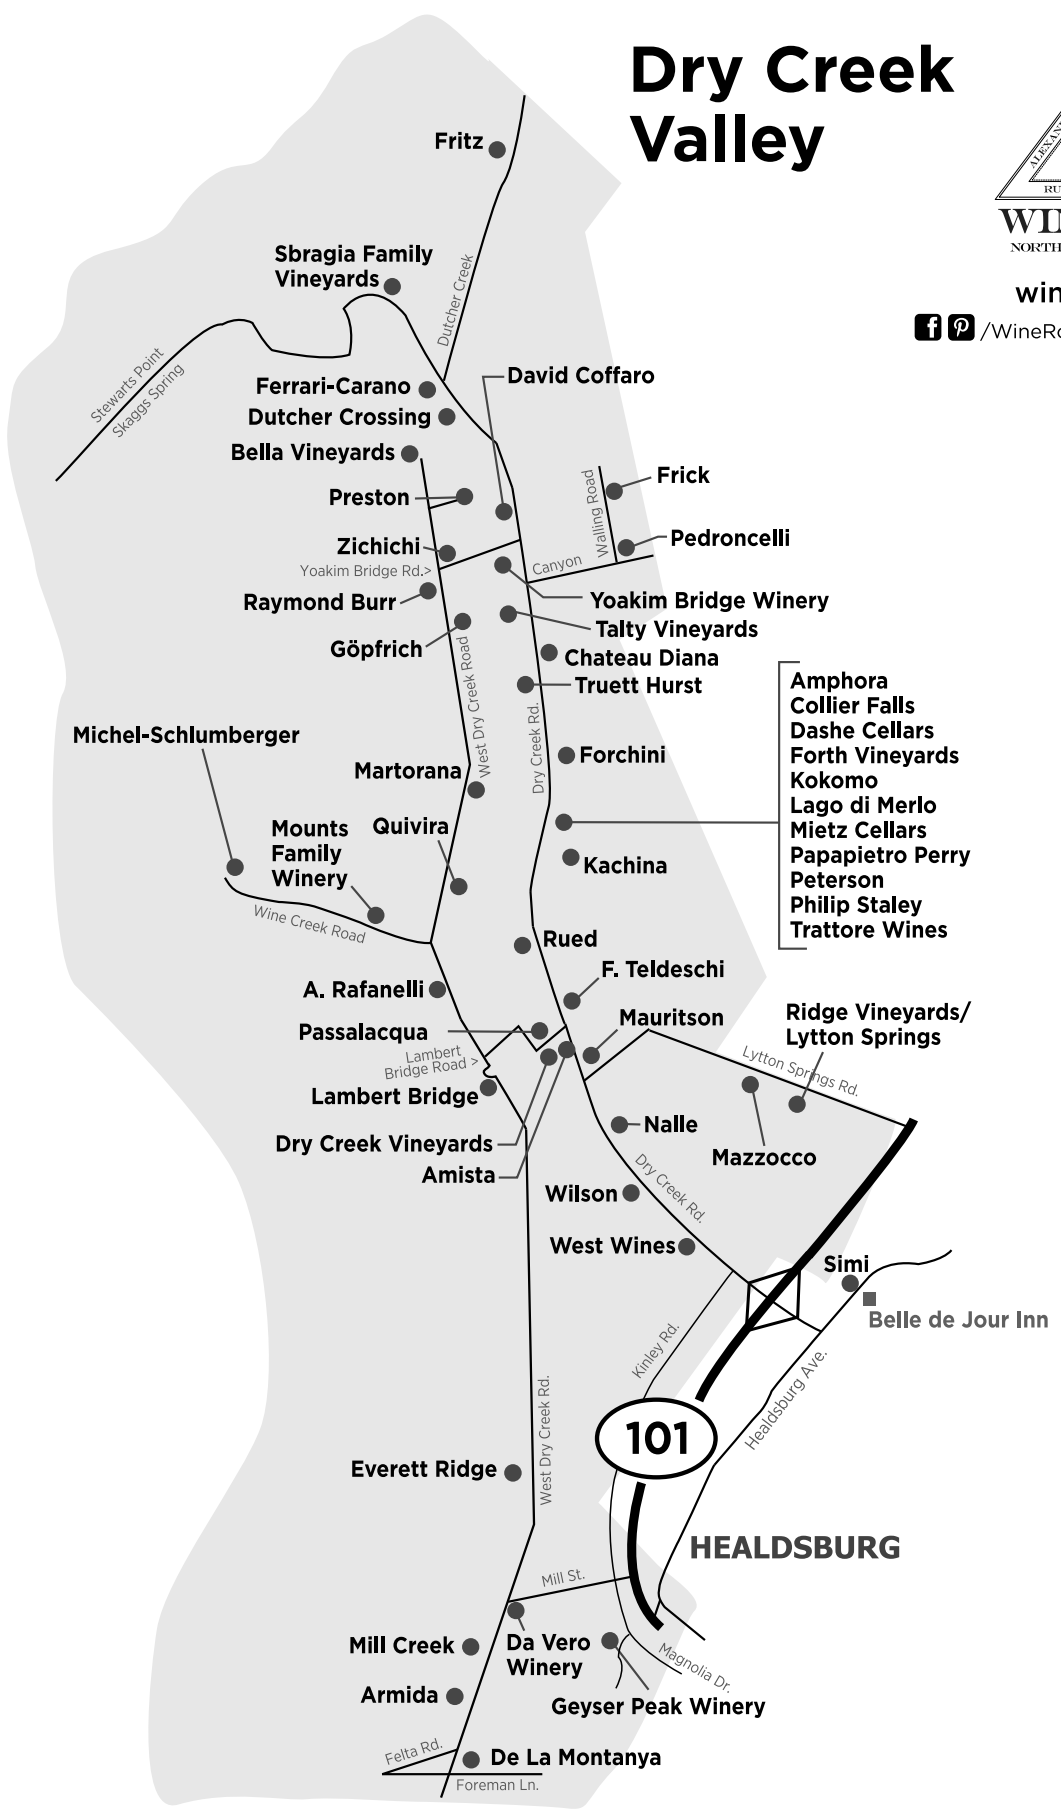 Dry Creek
Valley
Fritz
RU
WIN
NORTH
Sbragia Family
Vineyards
Dutcher Creek
win
/WineRo
Stewarts Point
Skaggs Spring
Ferrari-Carano
David Coffaro
Dutcher Crossing
Bella Vineyards
Preston
Frick
Walling Road
Zichichi
Pedroncelli
Yoakim Bridge Rd.>
Canyon
Raymond Burr
Yoakim Bridge Winery
Talty Vineyards
Göpfrich
Chateau Diana
Truett Hurst
West Dry Creek Road
Dry Creek Rd.
Amphora
Collier Falls
Dashe Cellars
Forth Vineyards
Kokomo
Lago di Merlo
Mietz Cellars
Papapietro Perry
Peterson
Philip Staley
Trattore Wines
Michel-Schlumberger
Forchini
Martorana
Mounts
Family
Winery
Quivira
Kachina
Wine Creek Road
Rued
F. Teldeschi
A. Rafanelli
Passalacqua
Mauritson
Ridge Vineyards/
Lytton Springs
Lambert
Bridge Road >
Lytton Springs Rd.
Lambert Bridge
Dry Creek Vineyards
Nalle
Mazzocco
Amista
Dry Creek Rd.
Wilson
West Wines
Simi
Belle de Jour Inn
Kinley Rd.
Healdsburg Ave.
101
West Dry Creek Rd.
Everett Ridge
HEALDSBURG
Mill St.
Mill Creek
Da Vero
Winery
Magnolia Dr.
Armida
Geyser Peak Winery
Felta Rd.
De La Montanya
Foreman Ln.